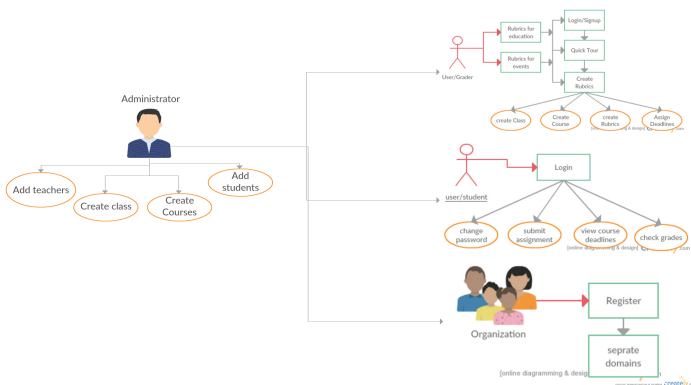 Administrator
Add teachers
Create class
Create
Courses
Add
students
User/Grader
Rubrics for
education
Rubrics for
events
Login/Signup
Quick Tour
Create
Rubrics
create Class
Create
Course
create
Rubrics
Assign
Deadlines
user/student
Login
change
password
submit
assignment
view course
deadlines
check grades
[online diagramming & design]
.com
Organization
Register
seprate
domains
[online diagramming & desig